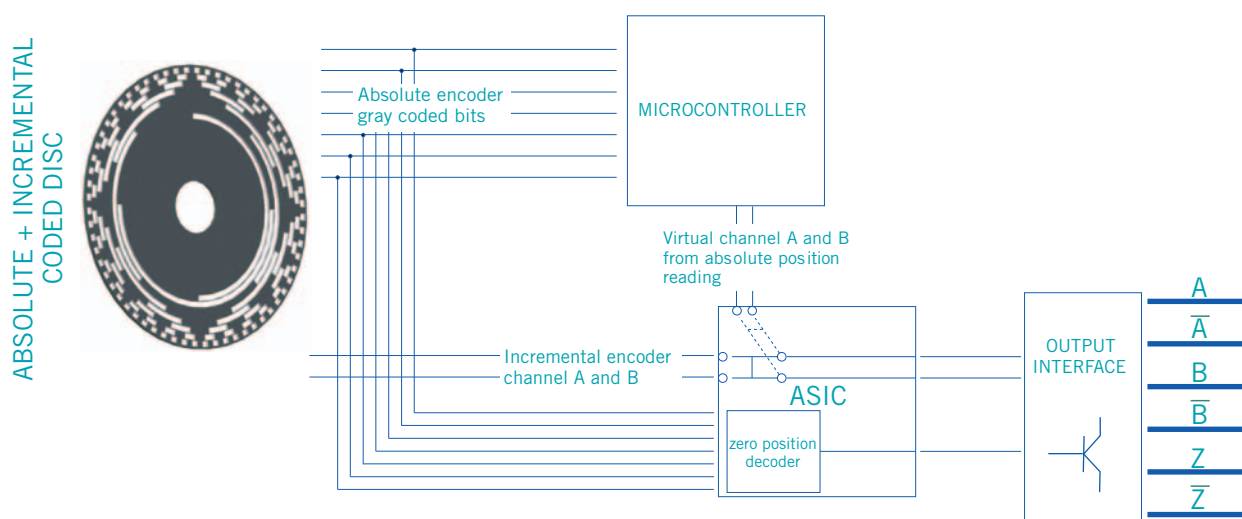 ABSOLUTE + INCREMENTAL
CODED DISC
Absolute encoder
gray coded bits
MICROCONTROLLER
Virtual channel A and B
from absolute position
reading
Incremental encoder
channel A and B
ASIC
zero position
decoder
OUTPUT
INTERFACE
A
A̅
B
B̅
Z
Z̅